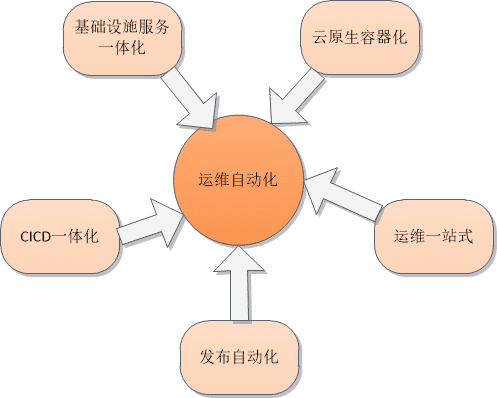 基础设施服务
一体化
云原生容器化
运维自动化
CICD一体化
运维一站式
发布自动化